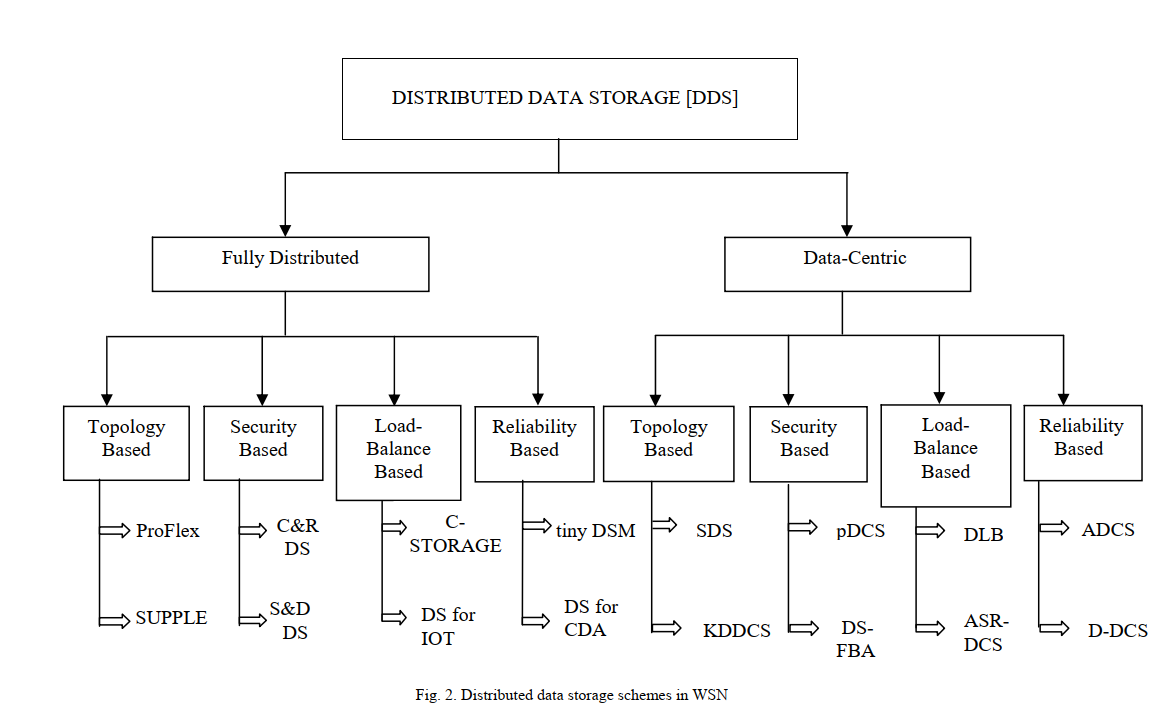 DISTRIBUTED DATA STORAGE [DDS]
Fully Distributed
Data-Centric
Topology
Based
Security
Based
Load-
Balance
Based
Reliability
Based
Topology
Based
Security
Based
Load-
Balance
Based
Reliability
Based
ProFlex
SUPPLE
C&R
DS
S&D
DS
C-
STORAGE
DS for
IOT
tiny DSM
DS for
CDA
SDS
KDDCS
pDCS
DS-
FBA
DLB
ASR-
DCS
ADCS
D-DCS
Fig. 2. Distributed data storage schemes in WSN